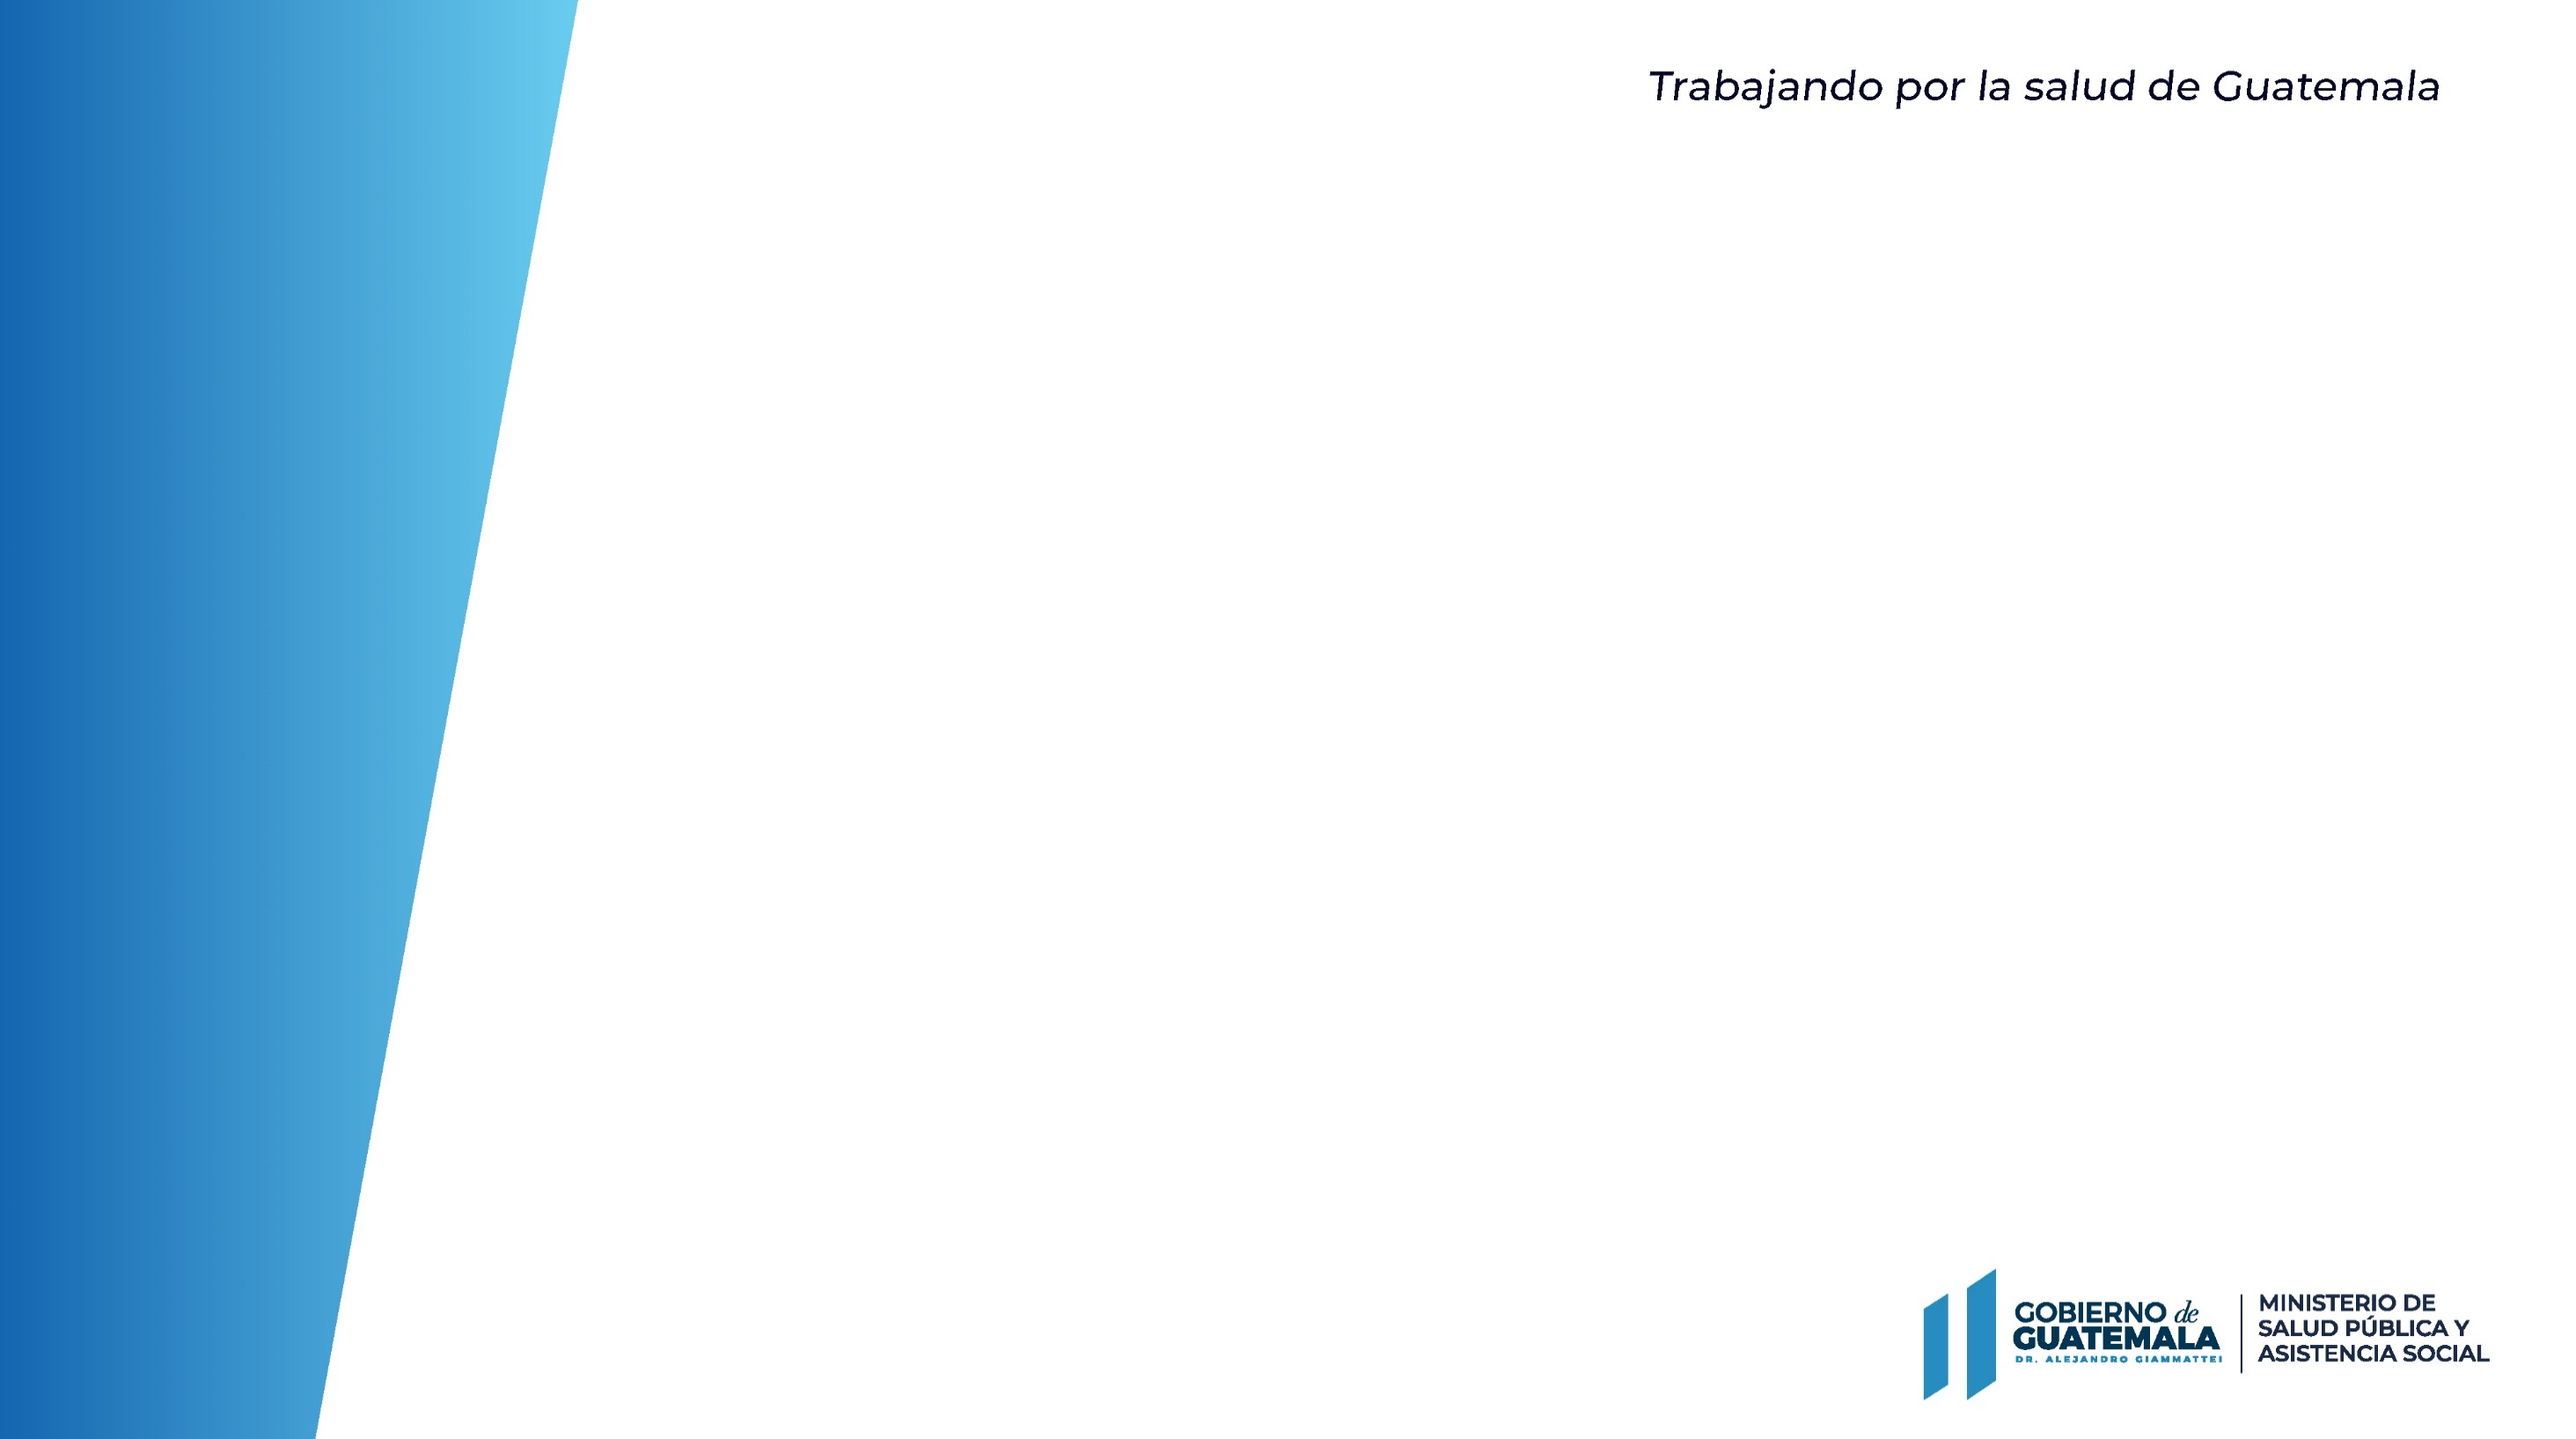 Trabajando por la salud de Guatemala
GOBIERNO de
GUATEMALA
DR. ALEJANDRO GIAMMATTEI
MINISTERIO DE
SALUD PÚBLICA Y
ASISTENCIA SOCIAL